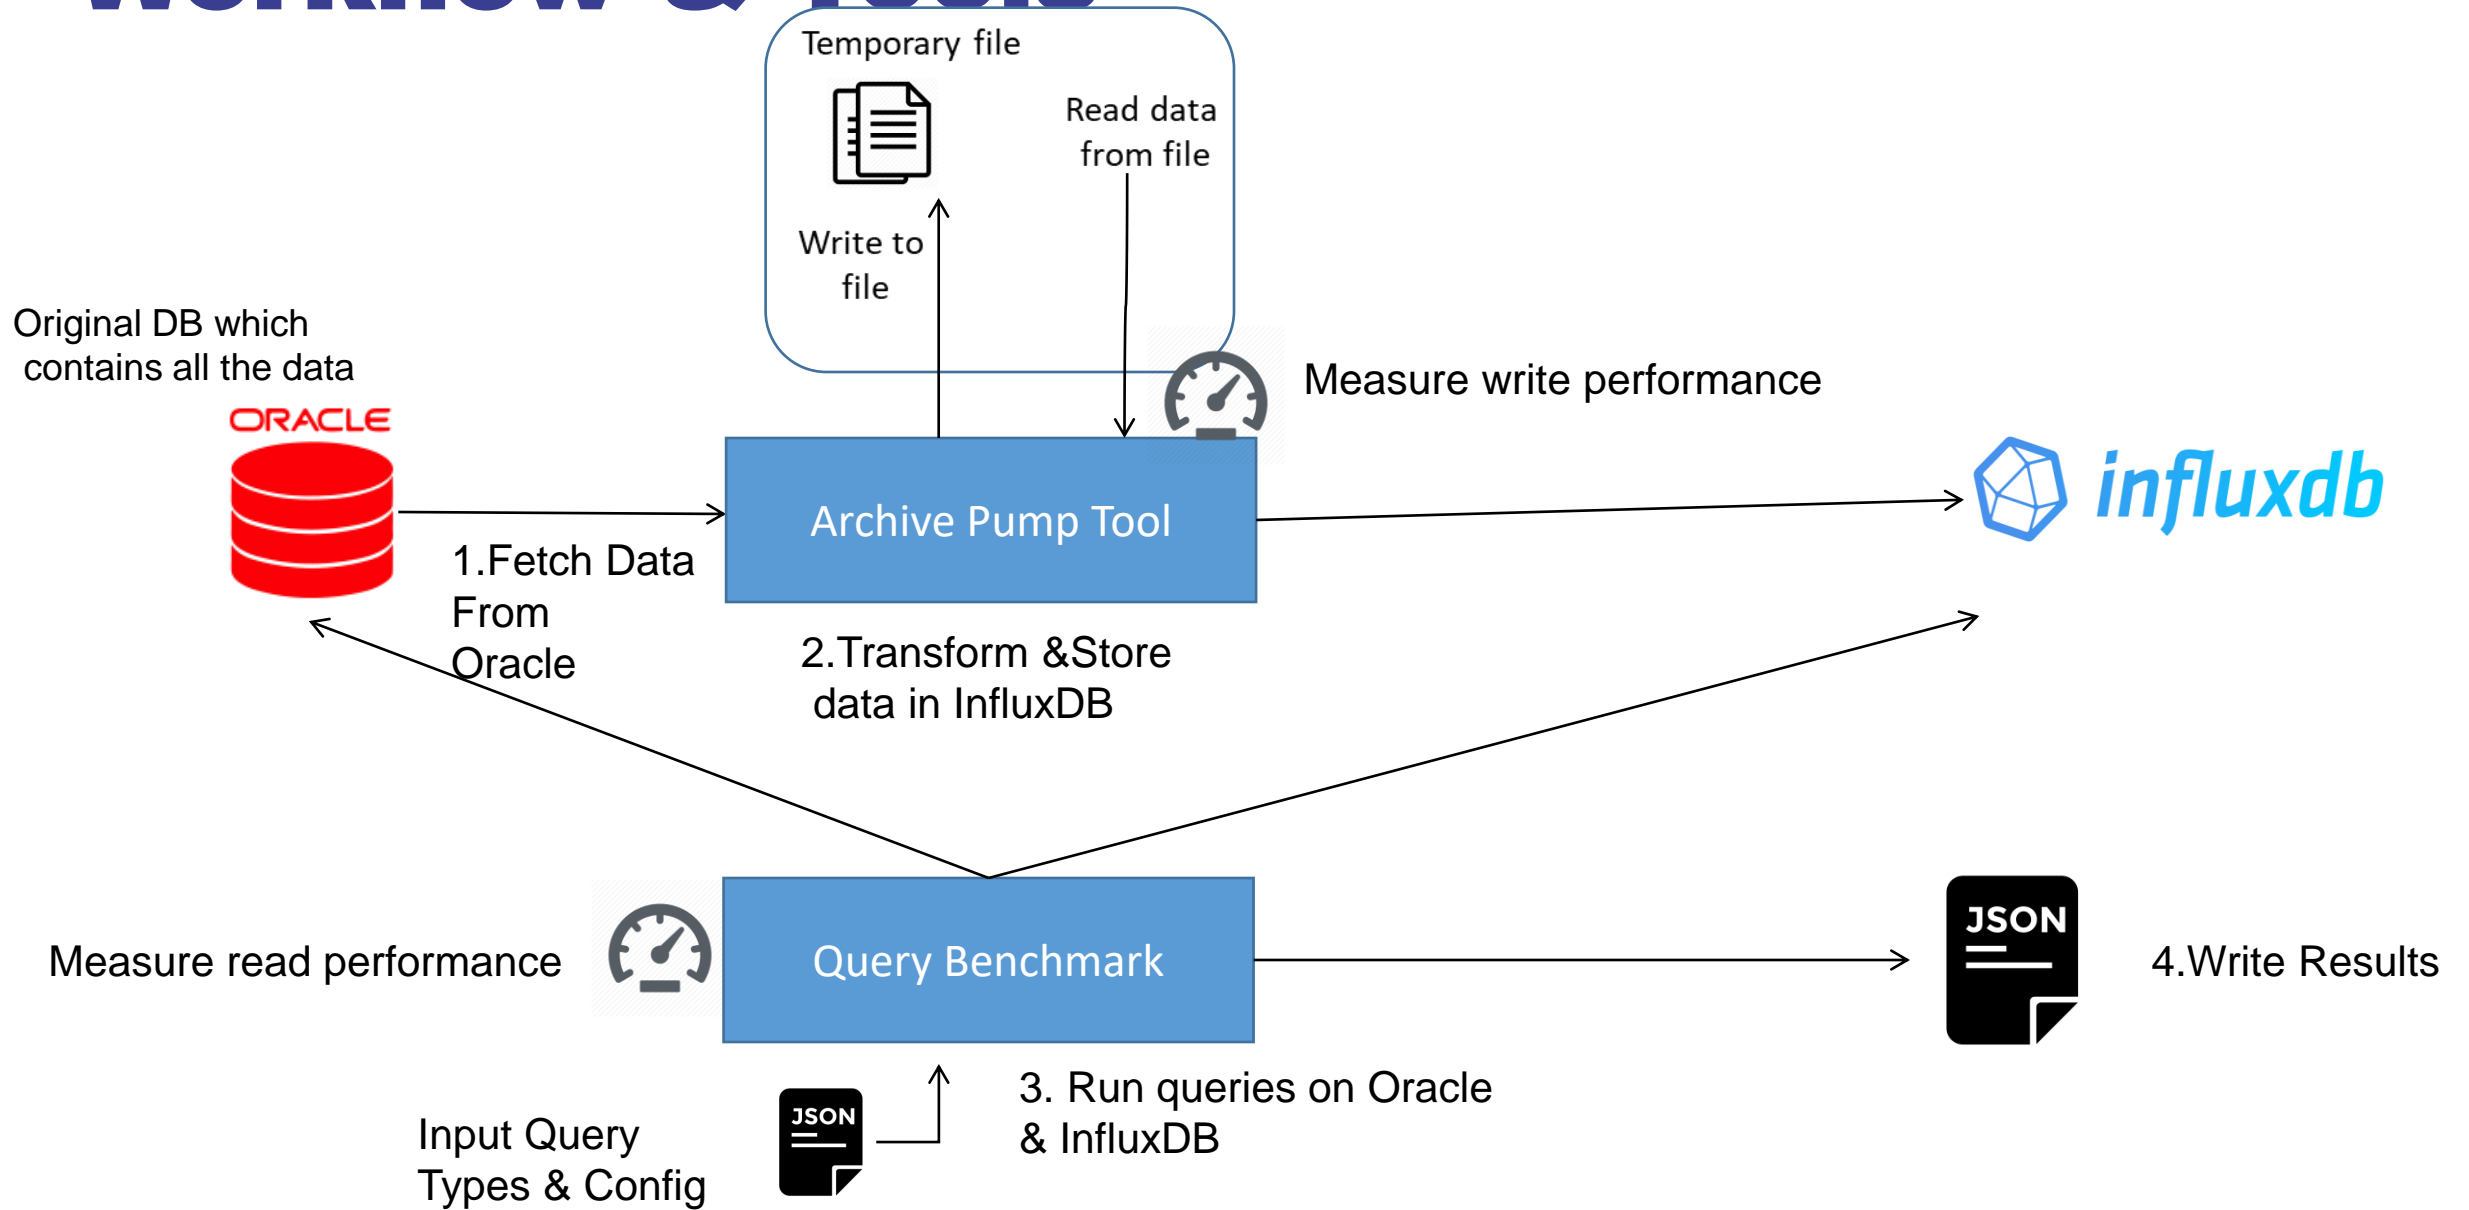 Workflow & Tools
Temporary file
Read data
from file
Write to
file
Original DB which
contains all the data
ORACLE
Measure write performance
Archive Pump Tool
influxdb
1.Fetch Data
From
Oracle
2.Transform &Store
data in InfluxDB
Measure read performance
Query Benchmark
JSON
4.Write Results
3. Run queries on Oracle
& InfluxDB
JSON
Input Query
Types & Config